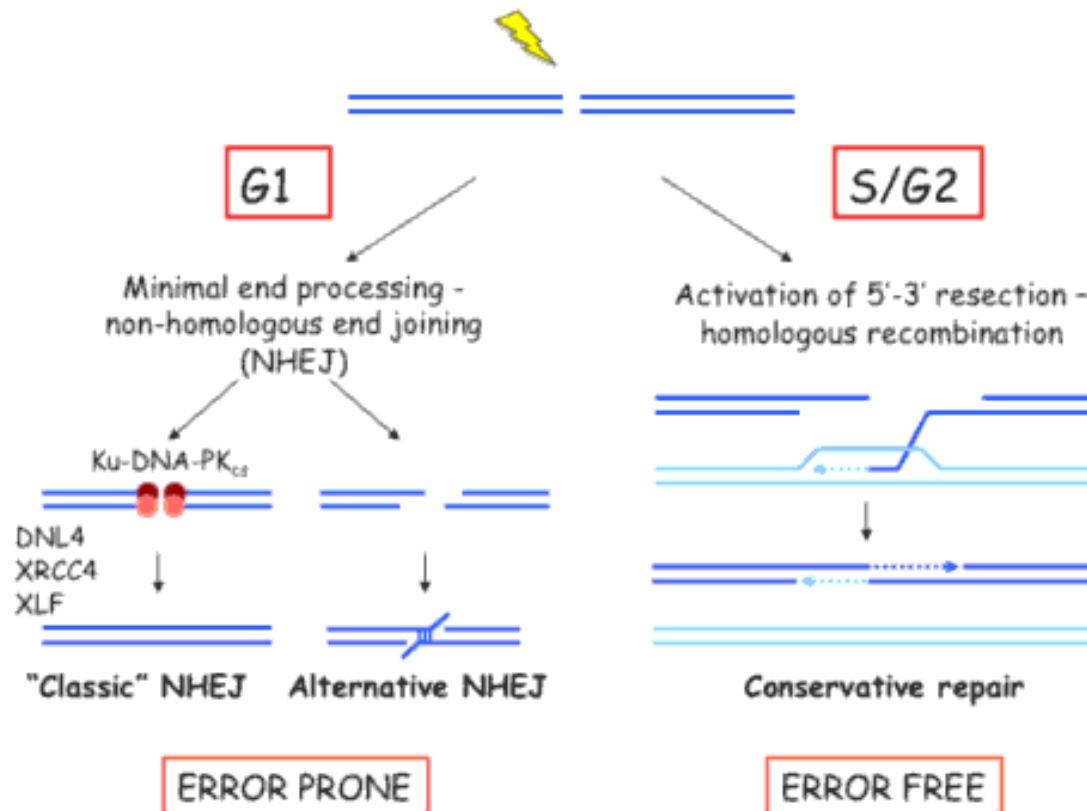 G1
S/G2
Minimal end processing -
non-homologous end joining
(NHEJ)
Activation of 5'-3' resection –
homologous recombination
Ku-DNA-PKcs
DNL4
XRCC4
XLF
"Classic" NHEJ
Alternative NHEJ
Conservative repair
ERROR PRONE
ERROR FREE